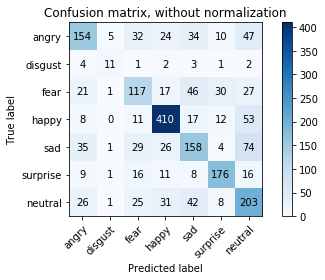 Confusion matrix, without normalization
angry 154 5 32 24 34 10 47
disgust 4 11 1 2 3 1 2
fear 21 1 117 17 46 30 27
happy 8 0 11 410 17 12 53
sad 35 1 29 26 158 4 74
surprise 9 1 16 11 8 176 16
neutral 26 1 25 31 42 8 203
angry disgust fear happy sad surprise neutral
True label
Predicted label
400
350
300
250
200
150
100
50
0